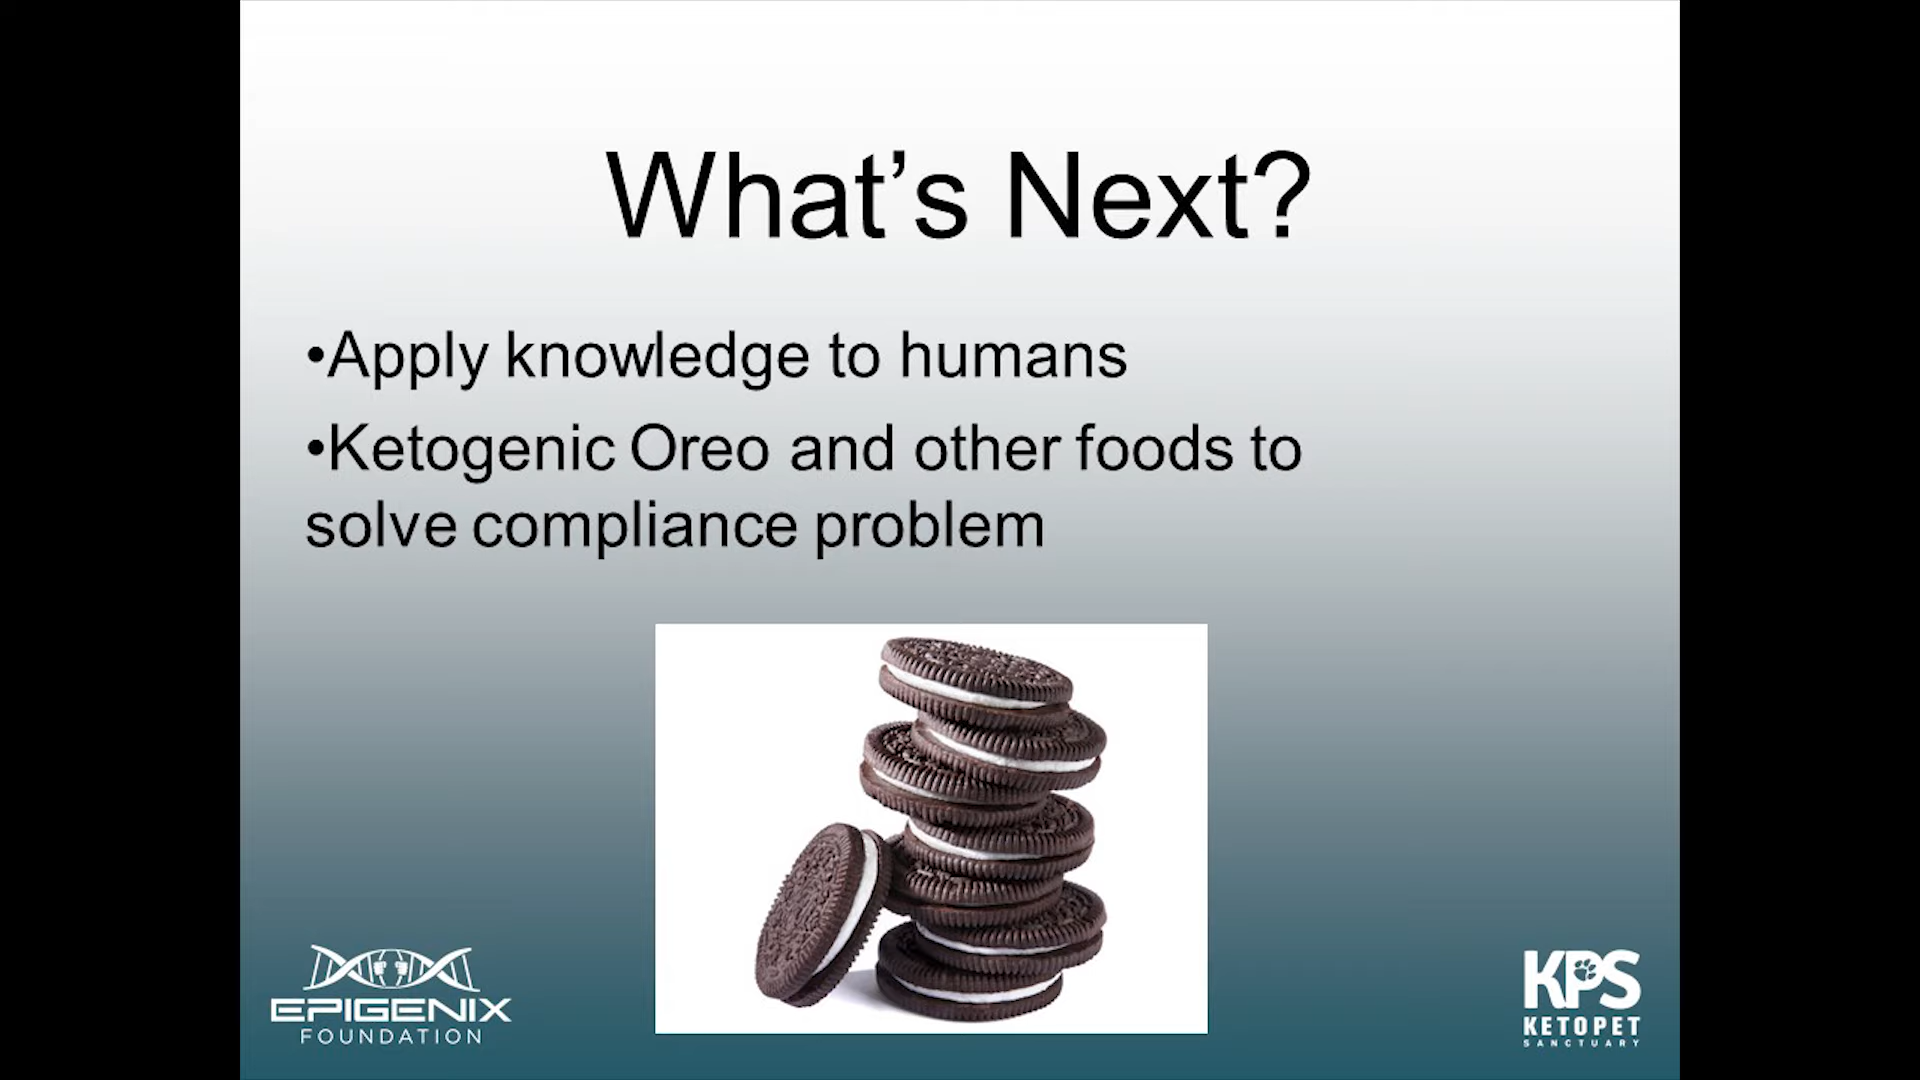 What’s Next?
•Apply knowledge to humans
•Ketogenic Oreo and other foods to
solve compliance problem
EPIGENIX
FOUNDATION
KPS
KETOPET
SANCTUARY